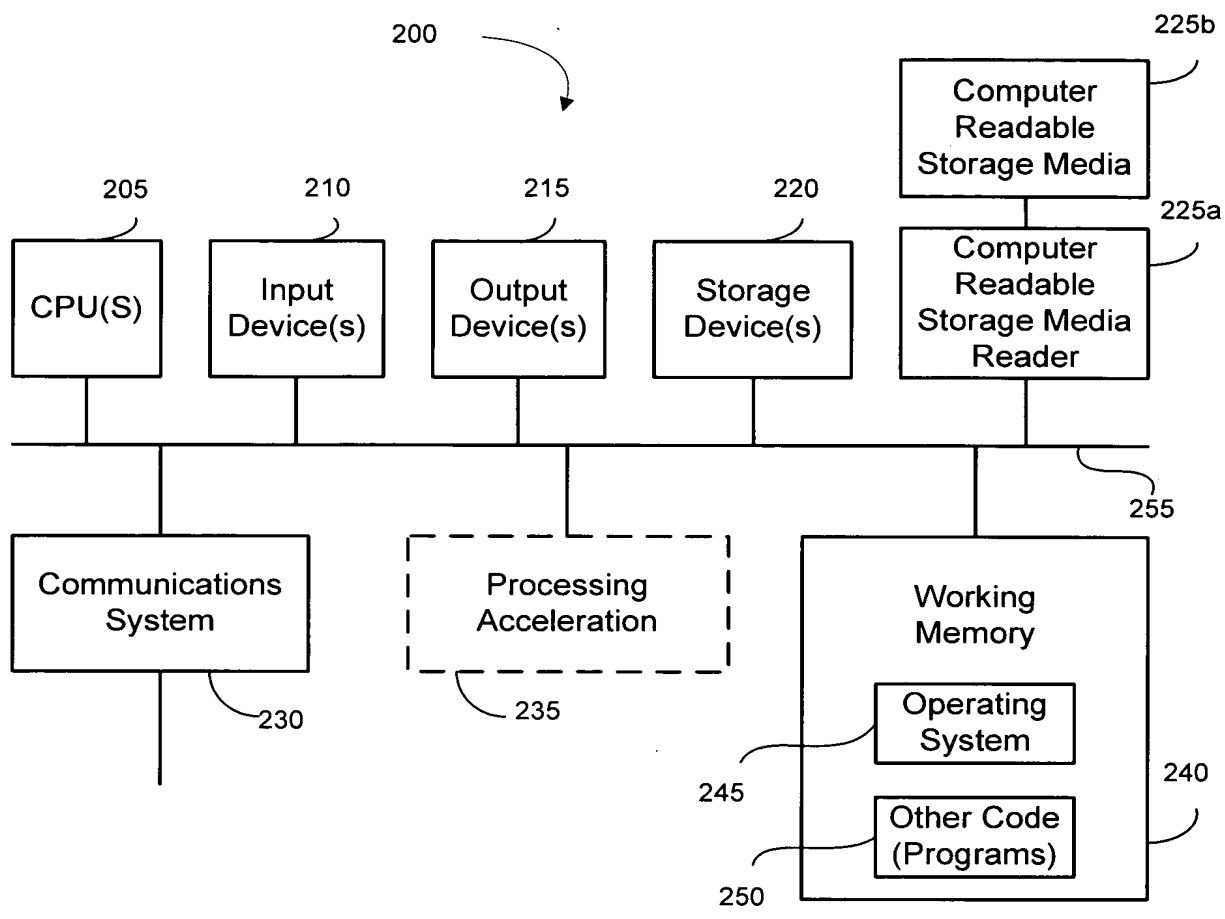 200
225b
Computer
Readable
Storage Media
205
210
215
220
225a
CPU(S)
Input
Device(s)
Output
Device(s)
Storage
Device(s)
Computer
Readable
Storage Media
Reader
255
Communications
System
230
Processing
Acceleration
235
Working
Memory
Operating
System
245
240
Other Code
(Programs)
250